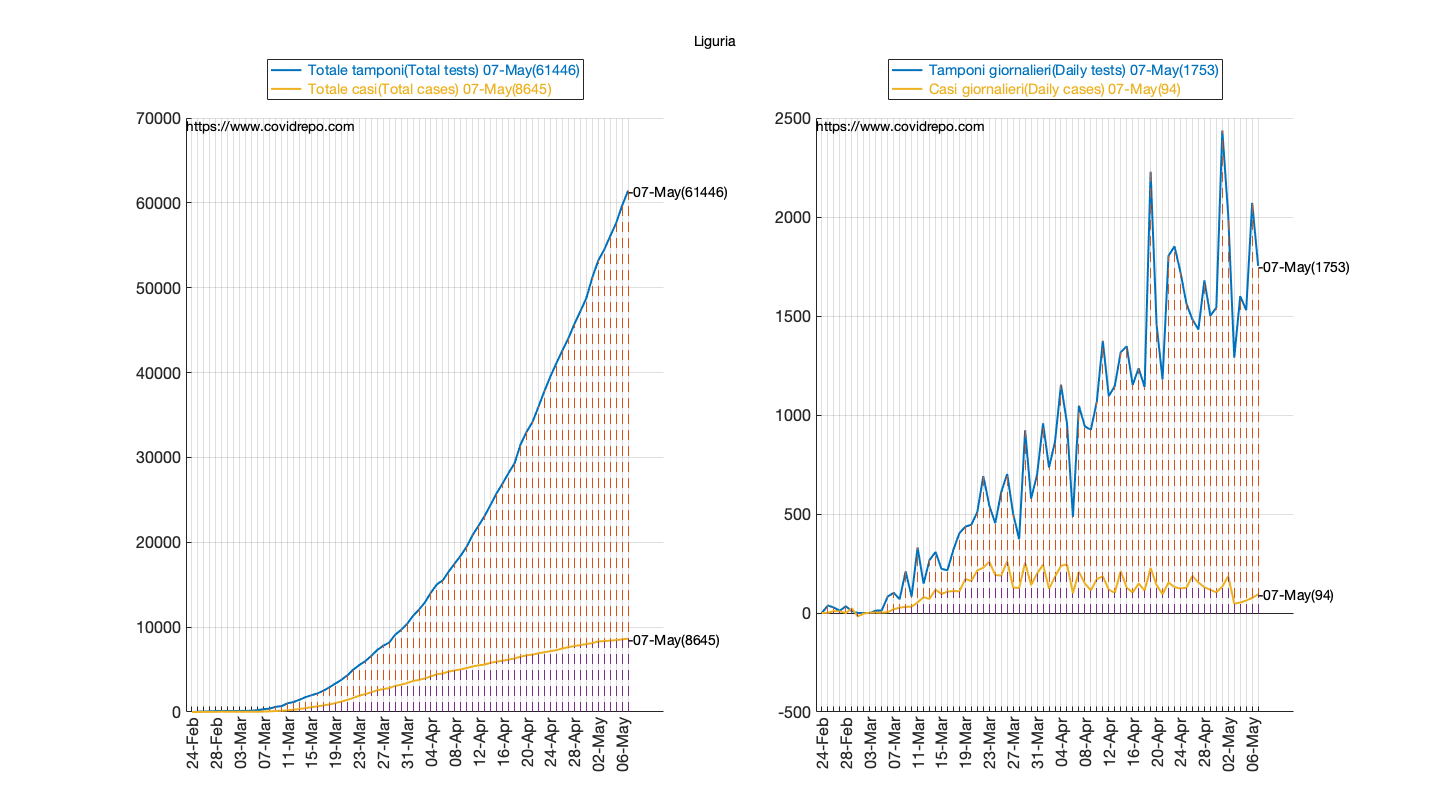 Liguria
Totale tamponi(Total tests) 07-May(61446)
Totale casi(Total cases) 07-May(8645)
70000
60000
50000
40000
30000
20000
10000
0
https://www.covidrepo.com
-07-May(61446)
-07-May(8645)
24-Feb
28-Feb
03-Mar
07-Mar
11-Mar
15-Mar
19-Mar
23-Mar
27-Mar
31-Mar
04-Apr
08-Apr
12-Apr
16-Apr
20-Apr
24-Apr
28-Apr
02-May
06-May
Tamponi giornalieri(Daily tests) 07-May(1753)
Casi giornalieri(Daily cases) 07-May(94)
2500
2000
1500
1000
500
0
-500
https://www.covidrepo.com
-07-May(1753)
-07-May(94)
24-Feb
28-Feb
03-Mar
07-Mar
11-Mar
15-Mar
19-Mar
23-Mar
27-Mar
31-Mar
04-Apr
08-Apr
12-Apr
16-Apr
20-Apr
24-Apr
28-Apr
02-May
06-May